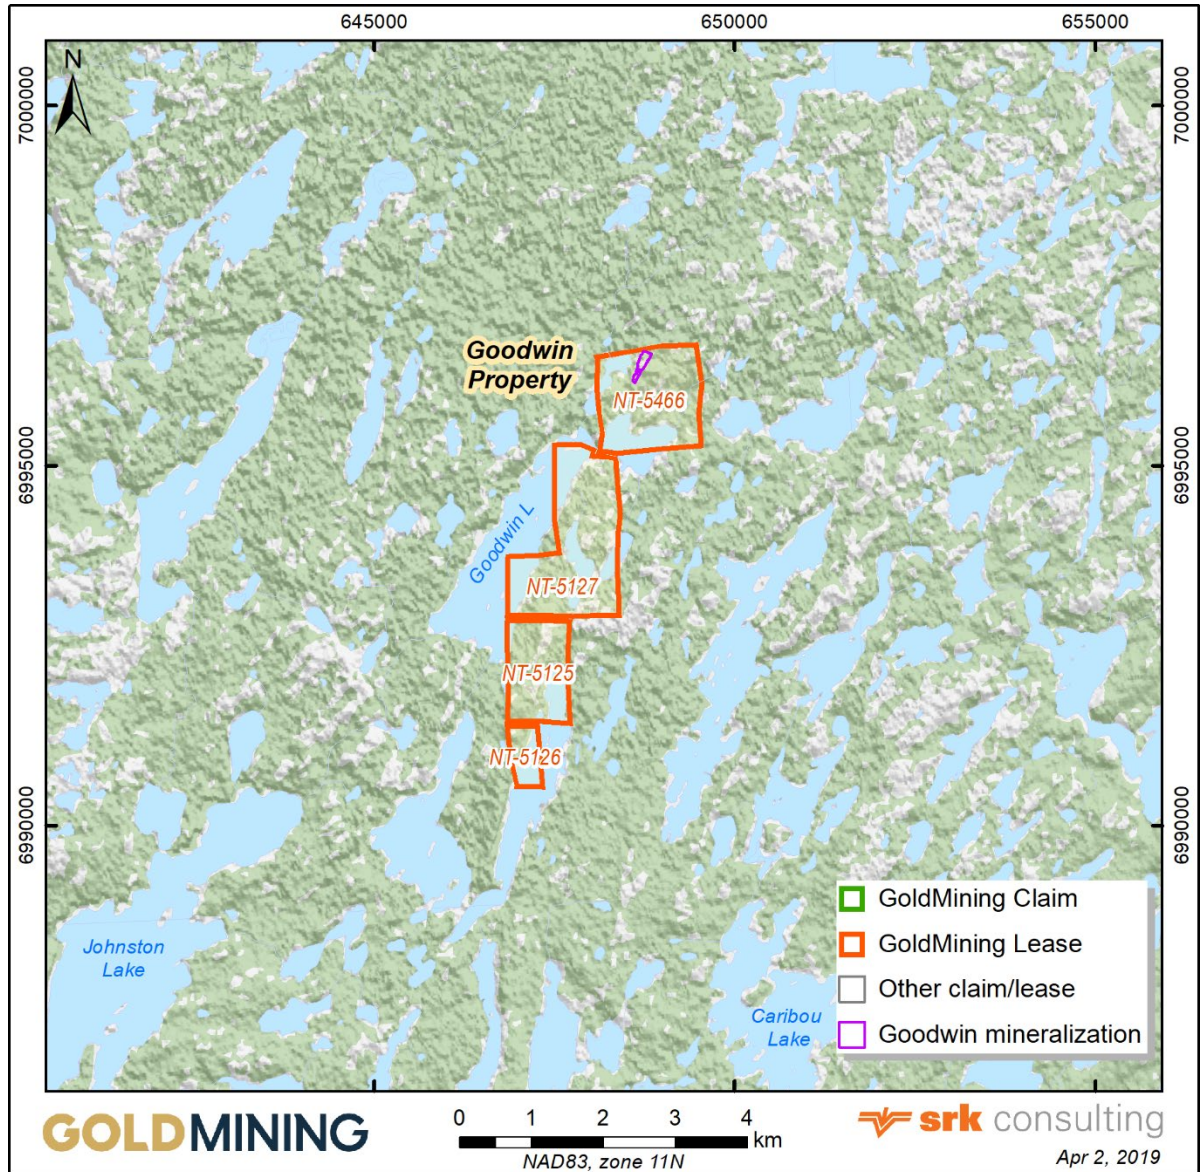 645000
650000
655000
N
7000000
7000000
Goodwin
Property
NT-5466
6995000
6995000
Goodwin L
NT-5127
NT-5125
NT-5126
6990000
6990000
GoldMining Claim
GoldMining Lease
Other claim/lease
Goodwin mineralization
Johnston
Lake
Caribou
Lake
GOLDMINING
0 1 2 3 4
km
NAD83, zone 11N
srk consulting
Apr 2, 2019